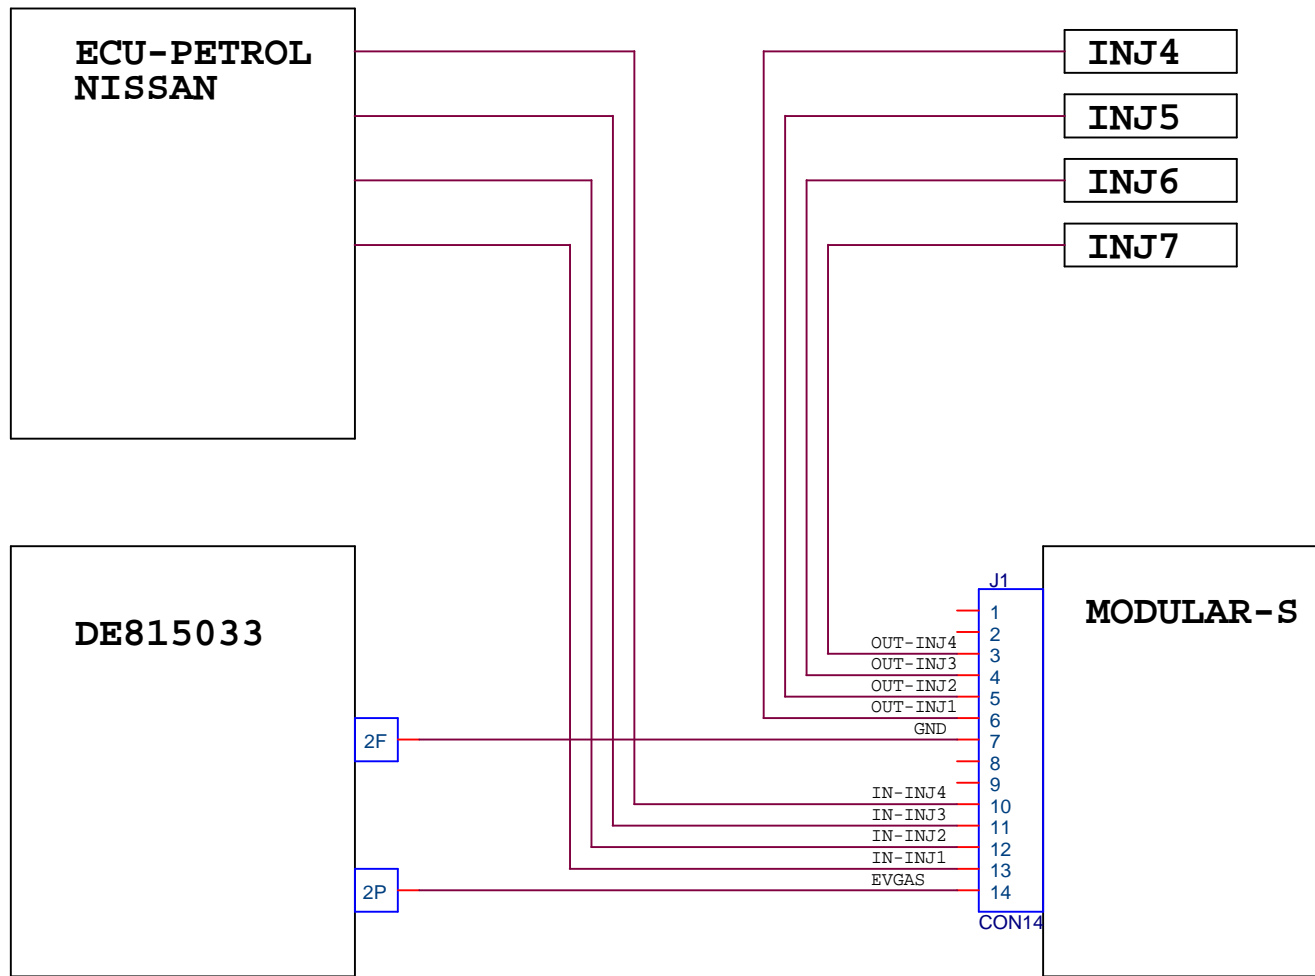 ECU-PETROL
NISSAN
INJ4
INJ5
INJ6
INJ7
DE815033
2F
2P
J1
MODULAR-S
1
2
OUT-INJ4 3
OUT-INJ3 4
OUT-INJ2 5
OUT-INJ1 6
GND 7
8
9
IN-INJ4 10
IN-INJ3 11
IN-INJ2 12
IN-INJ1 13
EVGAS 14
CON14